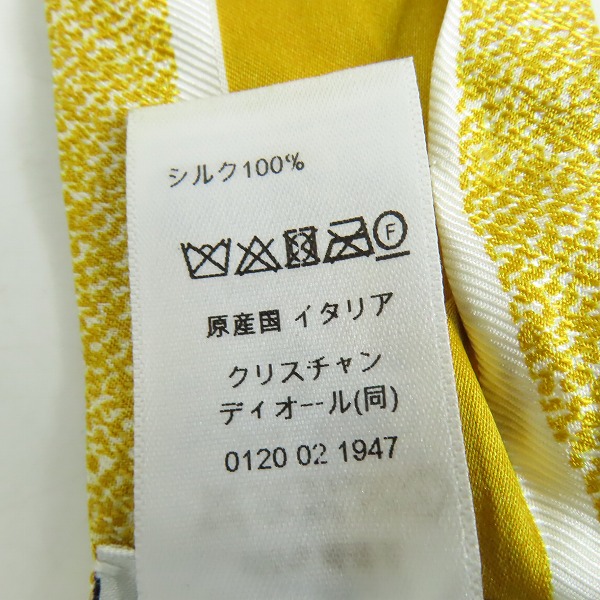 シルク100%
F
原産国 イタリア
クリスチャン
ディオール(同)
0120 02 1947